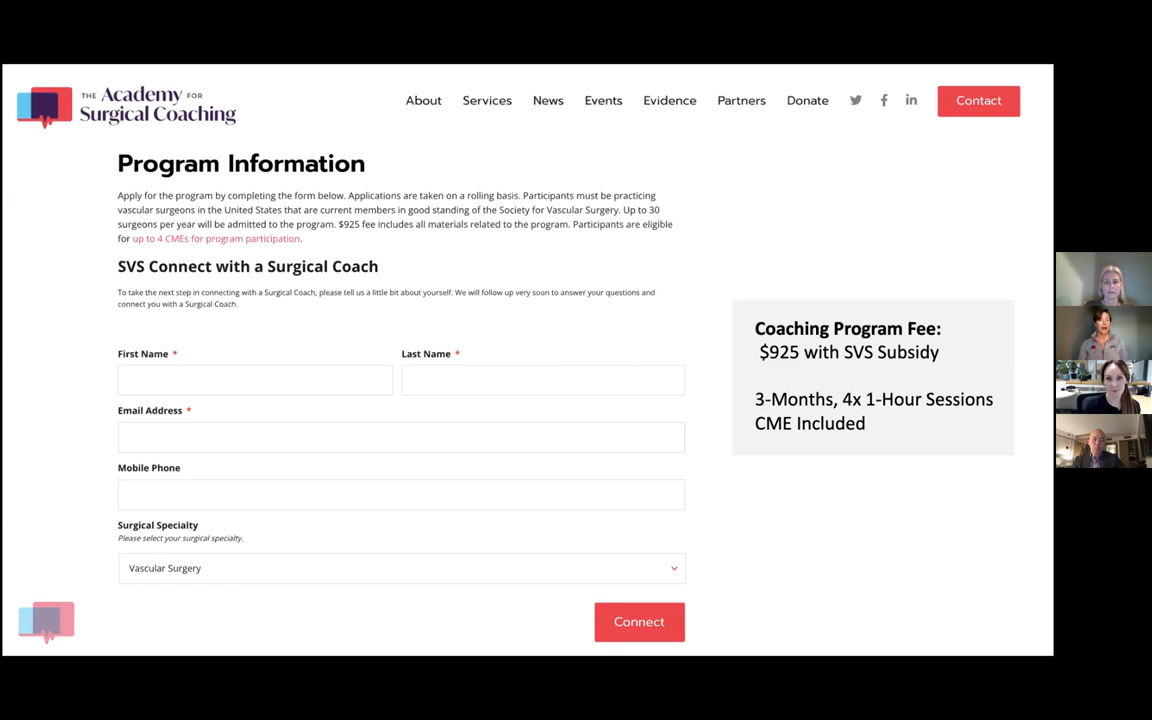 THE Academy FOR
Surgical Coaching
About Services News Events Evidence Partners Donate Contact
Program Information
Apply for the program by completing the form below. Applications are taken on a rolling basis. Participants must be practicing
vascular surgeons in the United States that are current members in good standing of the Society for Vascular Surgery. Up to 30
surgeons per year will be admitted to the program. $925 fee includes all materials related to the program. Participants are eligible
for up to 4 CMEs for program participation.
SVS Connect with a Surgical Coach
To take the next step in connecting with a Surgical Coach, please tell us a little bit about yourself. We will follow up very soon to answer your questions and
connect you with a Surgical Coach.
First Name * Last Name *
Email Address *
Mobile Phone
Surgical Specialty
Please select your surgical specialty.
Vascular Surgery
Connect
Coaching Program Fee:
$925 with SVS Subsidy
3-Months, 4x 1-Hour Sessions
CME Included